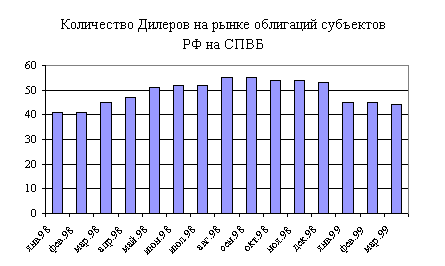 Количество Дилеров на рынке облигаций субъектов
РФ на СПВБ
60
50
40
30
20
10
0
янв.98
фев.98
мар.98
апр.98
май.98
июн.98
июл.98
авг.98
сен.98
окт.98
ноя.98
дек.98
янв.99
фев.99
мар.99